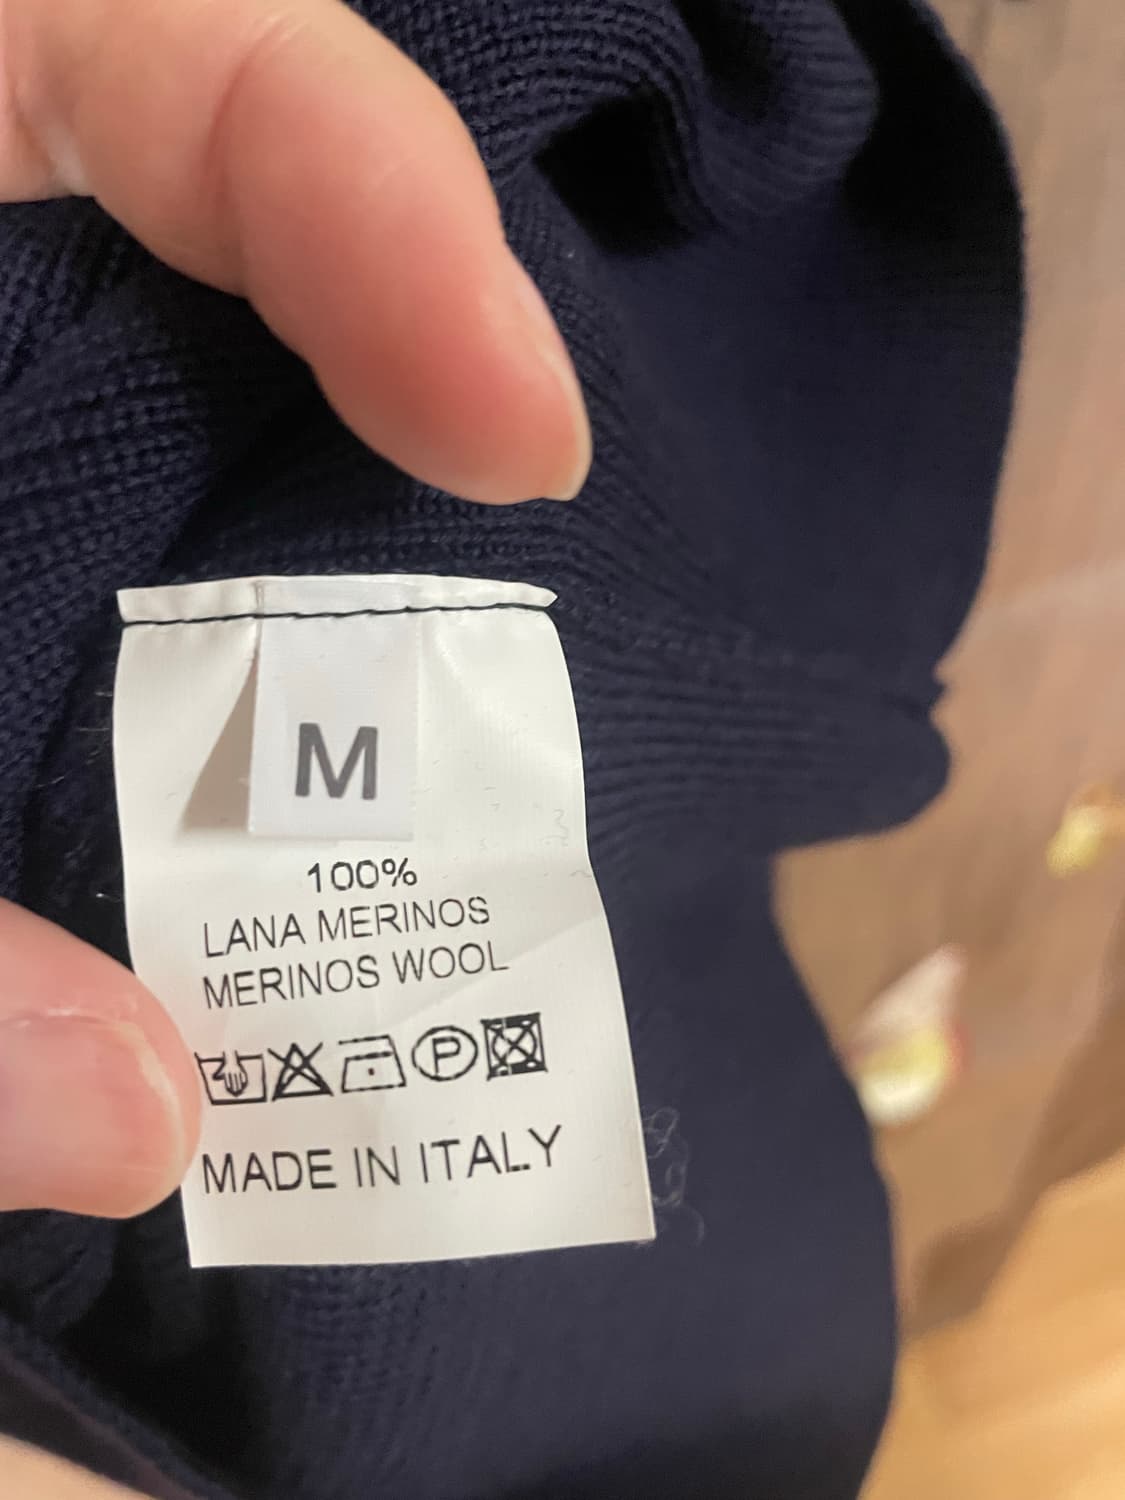 M
100%
LANA MERINOS
MERINOS WOOL
P
MADE IN ITALY